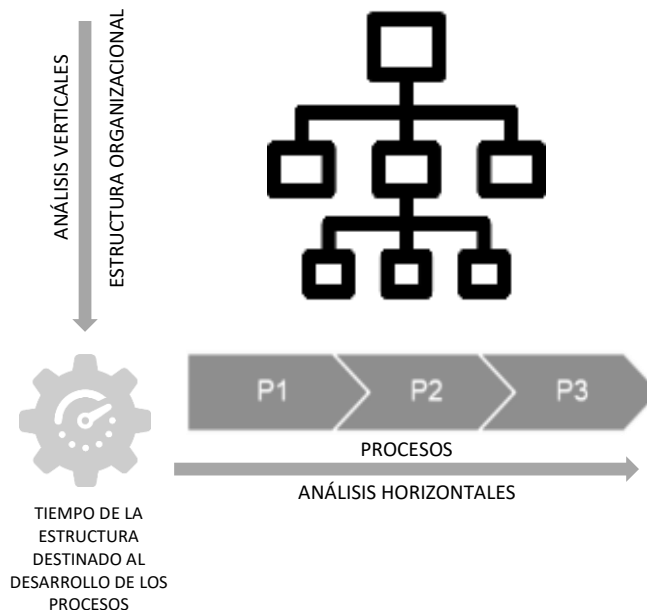 ANÁLISIS VERTICALES
ESTRUCTURA ORGANIZACIONAL
P1
P2
P3
PROCESOS
ANÁLISIS HORIZONTALES
TIEMPO DE LA
ESTRUCTURA
DESTINADO AL
DESARROLLO DE LOS
PROCESOS